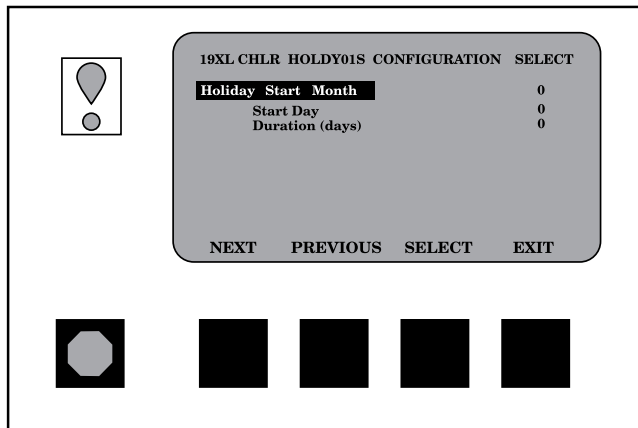 19XL CHLR HOLDY01S CONFIGURATION SELECT
Holiday Start Month 0
Start Day 0
Duration (days) 0
NEXT PREVIOUS SELECT EXIT